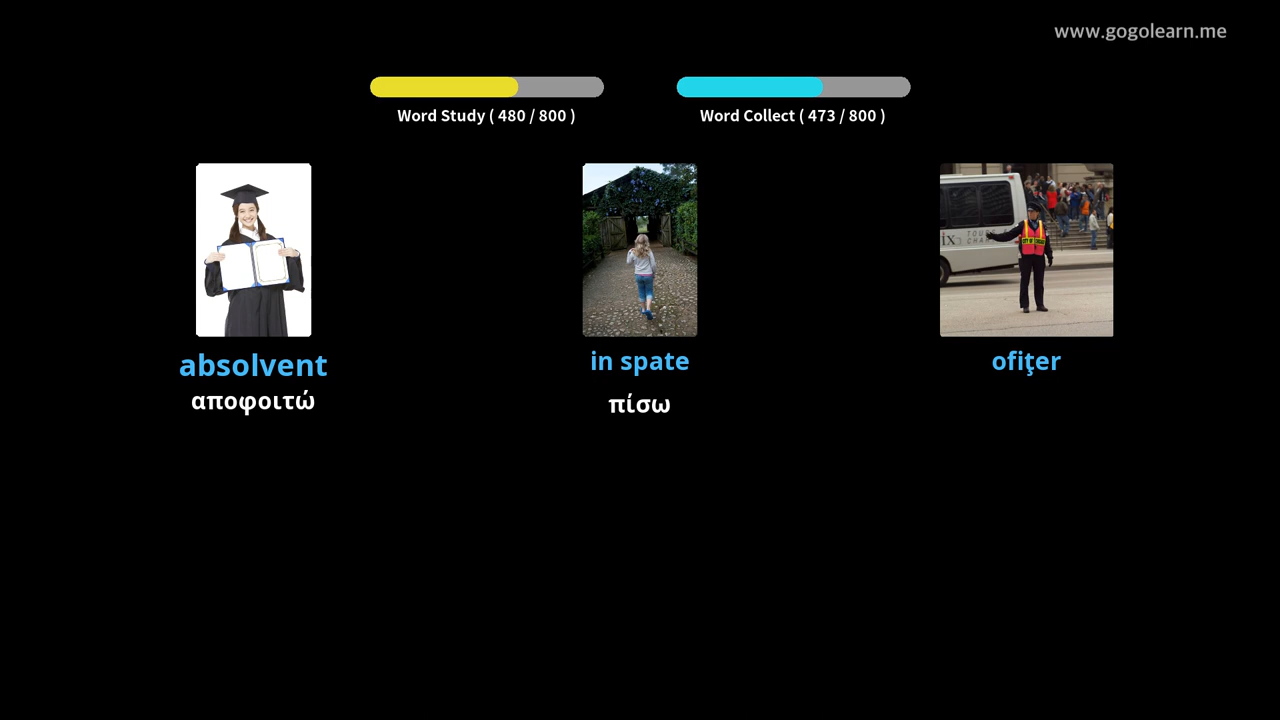 www.gogolearn.me
Word Study ( 480 / 800 )
Word Collect ( 473 / 800 )
absolvent
αποφοιτώ
in spate
πίσω
ofiţer